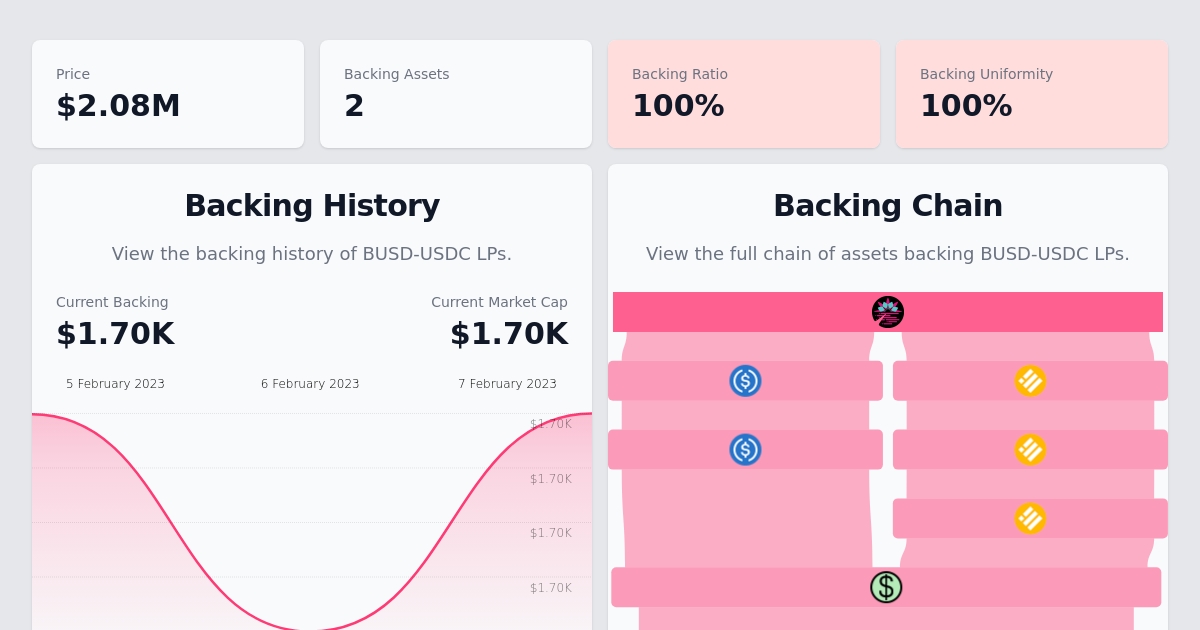 Price
$2.08M
Backing Assets
2
Backing Ratio
100%
Backing Uniformity
100%
Backing History
View the backing history of BUSD-USDC LPs.
Current Backing
$1.70K
Current Market Cap
$1.70K
5 February 2023
6 February 2023
7 February 2023
$1.70K
$1.70K
$1.70K
$1.70K
Backing Chain
View the full chain of assets backing BUSD-USDC LPs.